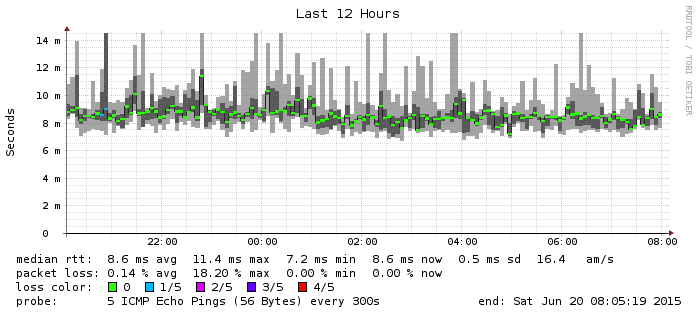 Last 12 Hours
RRDTOOL / TOBI OETIKER
Seconds
14 m
12 m
10 m
8 m
6 m
4 m
2 m
0
22:00 00:00 02:00 04:00 06:00 08:00
median rtt: 8.6 ms avg 11.4 ms max 7.2 ms min 8.6 ms now 0.5 ms sd 16.4 am/s
packet loss: 0.14 % avg 18.20 % max 0.00 % min 0.00 % now
loss color: 0 1/5 2/5 3/5 4/5
probe: 5 ICMP Echo Pings (56 Bytes) every 300s end: Sat Jun 20 08:05:19 2015